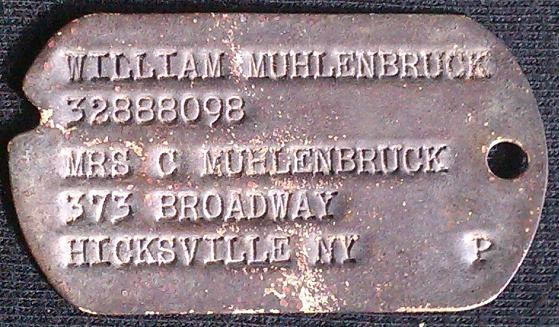 WILLIAM MUHLENBRUCK
32888098
MRS C MUHLENBRUCK
373 BROADWAY
HICKSVILLE NY P